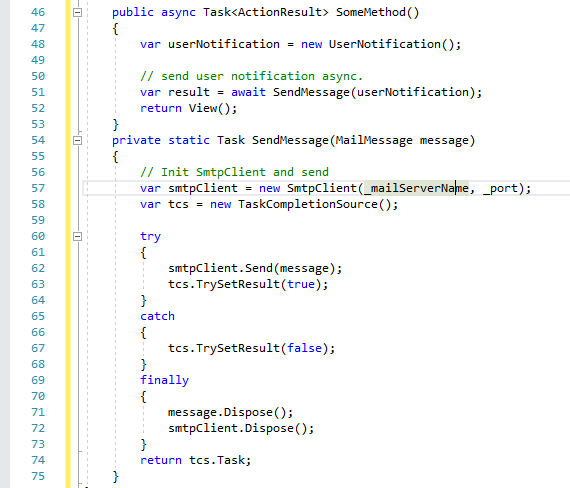 46 public async Task<ActionResult> SomeMethod()
47 {
48 var userNotification = new UserNotification();
49
50 // send user notification async.
51 var result = await SendMessage(userNotification);
52 return View();
53 }
54 private static Task SendMessage(MailMessage message)
55 {
56 // Init SmtpClient and send
57 var smtpClient = new SmtpClient(_mailServerName, _port);
58 var tcs = new TaskCompletionSource();
59
60 try
61 {
62 smtpClient.Send(message);
63 tcs.TrySetResult(true);
64 }
65 catch
66 {
67 tcs.TrySetResult(false);
68 }
69 finally
70 {
71 message.Dispose();
72 smtpClient.Dispose();
73 }
74 return tcs.Task;
75 }